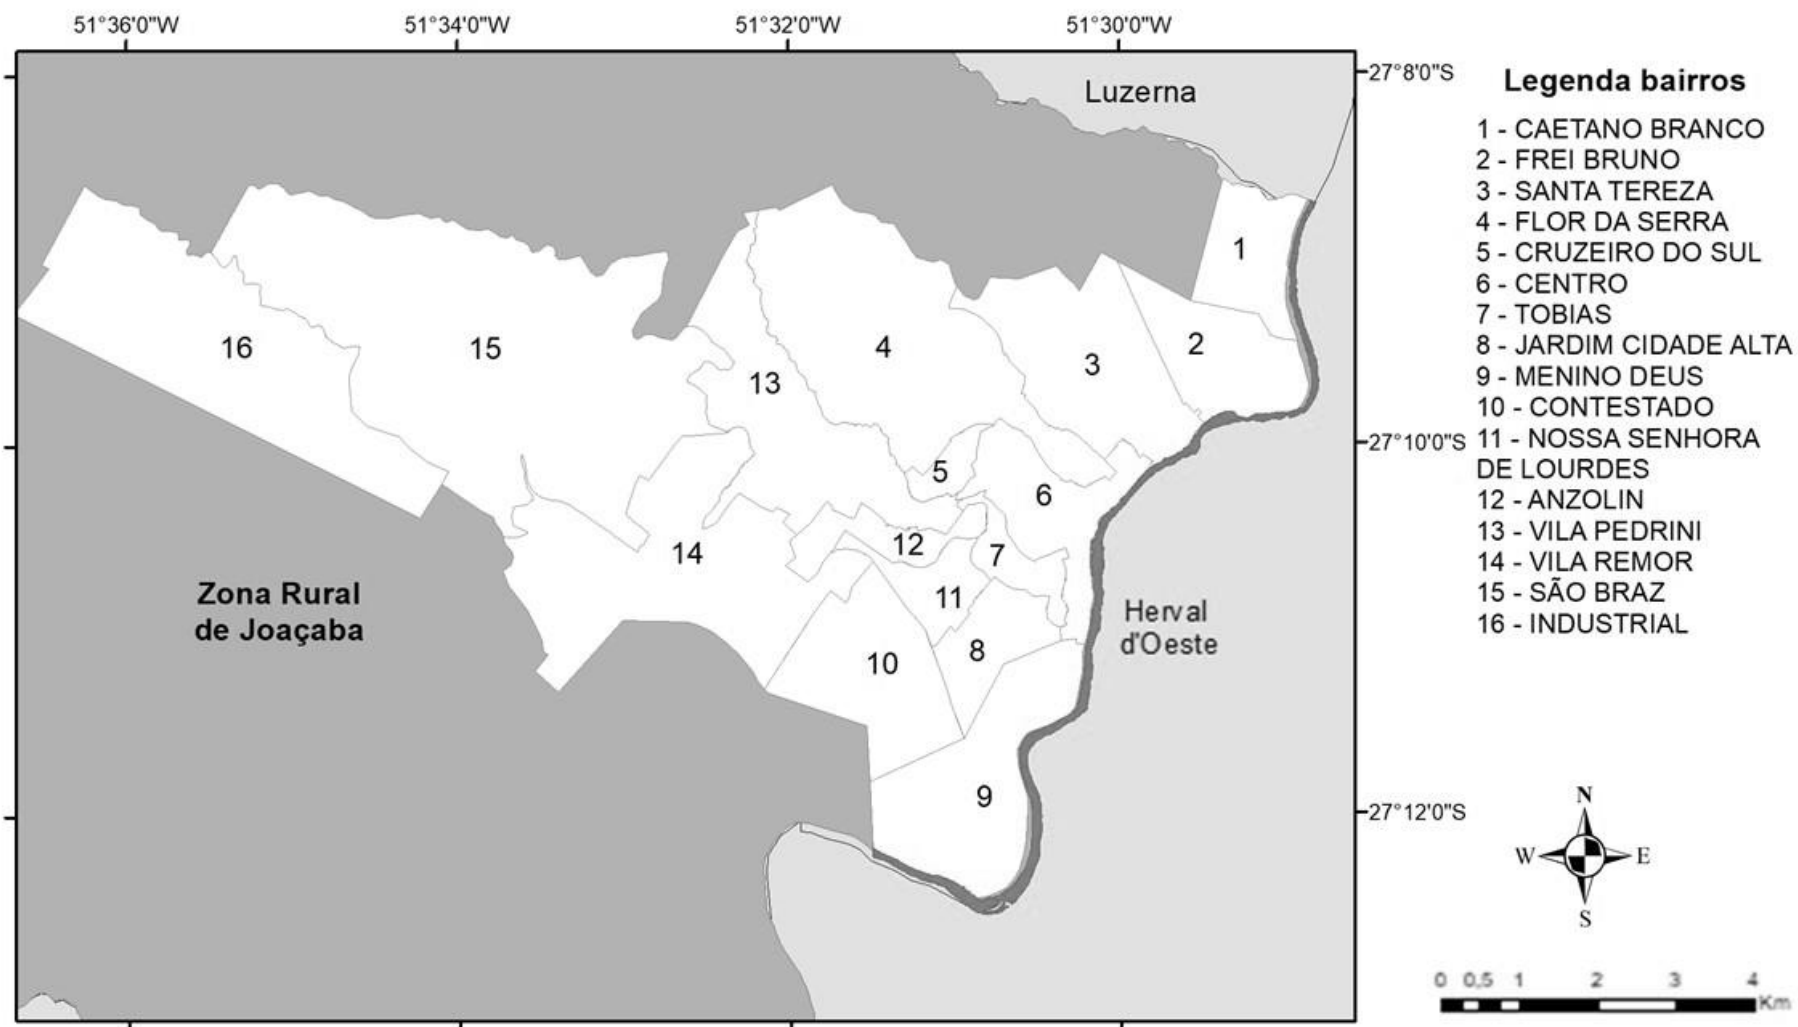 51°36'0"W 51°34'0"W 51°32'0"W 51°30'0"W
27°8'0"S
Luzerna
Legenda bairros
1 - CAETANO BRANCO
2 - FREI BRUNO
3 - SANTA TEREZA
4 - FLOR DA SERRA
5 - CRUZEIRO DO SUL
6 - CENTRO
7 - TOBIAS
8 - JARDIM CIDADE ALTA
9 - MENINO DEUS
10 - CONTESTADO
11 - NOSSA SENHORA
DE LOURDES
12 - ANZOLIN
13 - VILA PEDRINI
14 - VILA REMOR
15 - SÃO BRAZ
16 - INDUSTRIAL
1
2
16
15
4
3
13
27°10'0"S
5
6
12
14
7
11
Zona Rural
de Joaçaba
Herval
d'Oeste
8
10
9
27°12'0"S
N
W E
S
0 0,5 1 2 3 4
Km